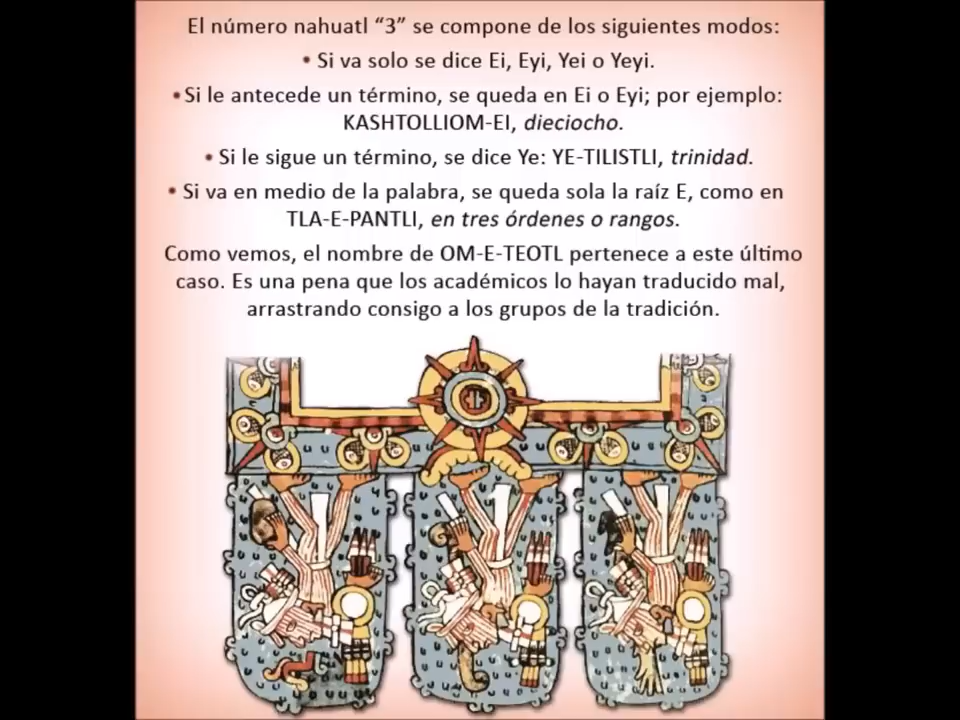 El número nahuatl “3” se compone de los siguientes modos:
• Si va solo se dice Ei, Eyi, Yei o Yeyi.
• Si le antecede un término, se queda en Ei o Eyi; por ejemplo:
KASHTOLLIOM-EI, dieciocho.
• Si le sigue un término, se dice Ye: YE-TILISTLI, trinidad.
• Si va en medio de la palabra, se queda sola la raíz E, como en
TLA-E-PANTLI, en tres órdenes o rangos.
Como vemos, el nombre de OM-E-TEOTL pertenece a este último
caso. Es una pena que los académicos lo hayan traducido mal,
arrastrando consigo a los grupos de la tradición.